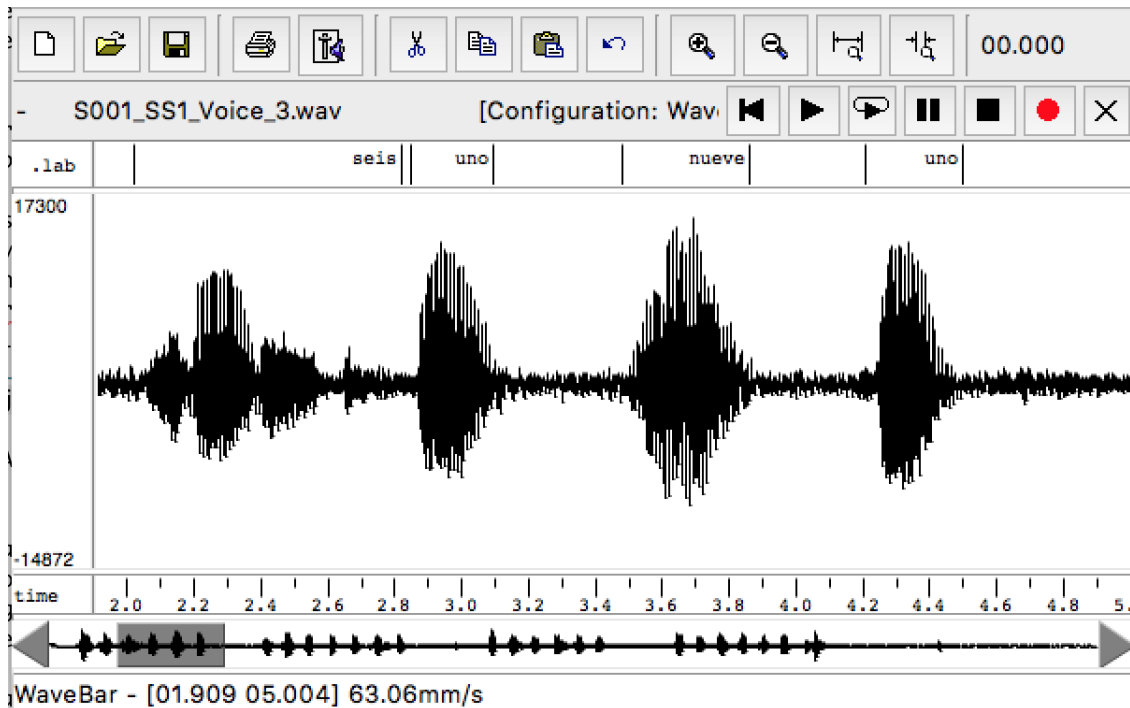 00.000
- S001_SS1_Voice_3.wav [Configuration: Wav
.lab seis uno nueve uno
17300
-14872
time 2.0 2.2 2.4 2.6 2.8 3.0 3.2 3.4 3.6 3.8 4.0 4.2 4.4 4.6 4.8 5.
WaveBar - [01.909 05.004] 63.06mm/s